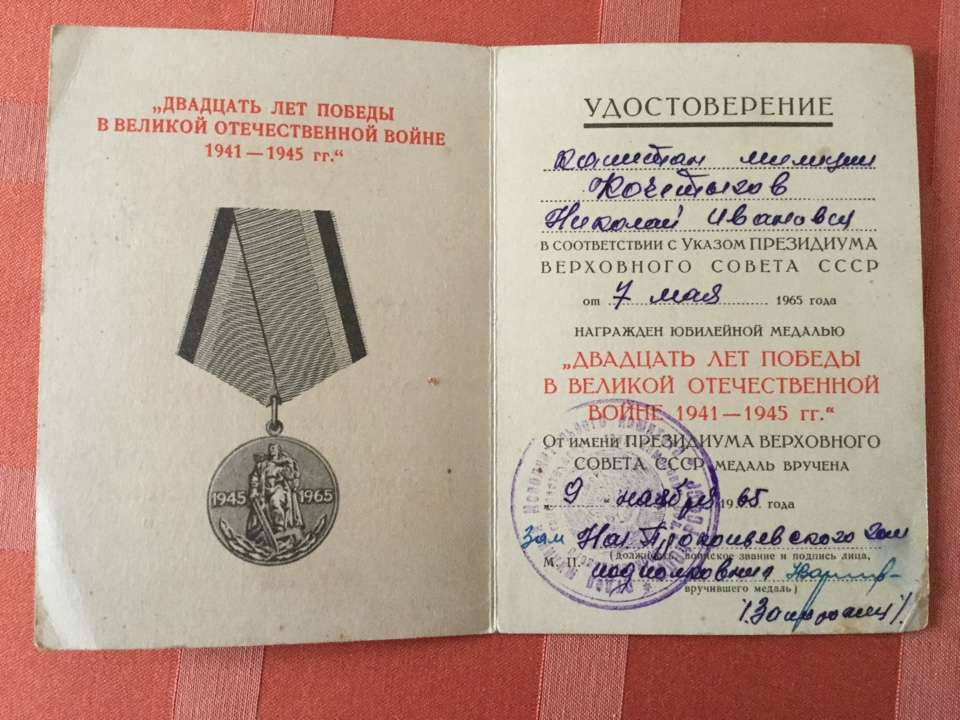 „ДВАДЦАТЬ ЛЕТ ПОБЕДЫ
В ВЕЛИКОЙ ОТЕЧЕСТВЕННОЙ ВОЙНЕ
1941—1945 гг.“
1945 1965
УДОСТОВЕРЕНИЕ
капитан милиции
Николай Иванович
В СООТВЕТСТВИИ С УКАЗОМ ПРЕЗИДИУМА
ВЕРХОВНОГО СОВЕТА СССР
от 7 мая 1965 года
НАГРАЖДЕН ЮБИЛЕЙНОЙ МЕДАЛЬЮ
„ДВАДЦАТЬ ЛЕТ ПОБЕДЫ
В ВЕЛИКОЙ ОТЕЧЕСТВЕННОЙ
ВОЙНЕ 1941—1945 гг.“
ОТ ИМЕНИ ПРЕЗИДИУМА ВЕРХОВНОГО
СОВЕТА СССР МЕДАЛЬ ВРУЧЕНА
„9“ ноября 1965 года
Зам Нач Прокопьевского
(должность, воинское звание и подпись лица,
М. П. подполковник
вручившего медаль)